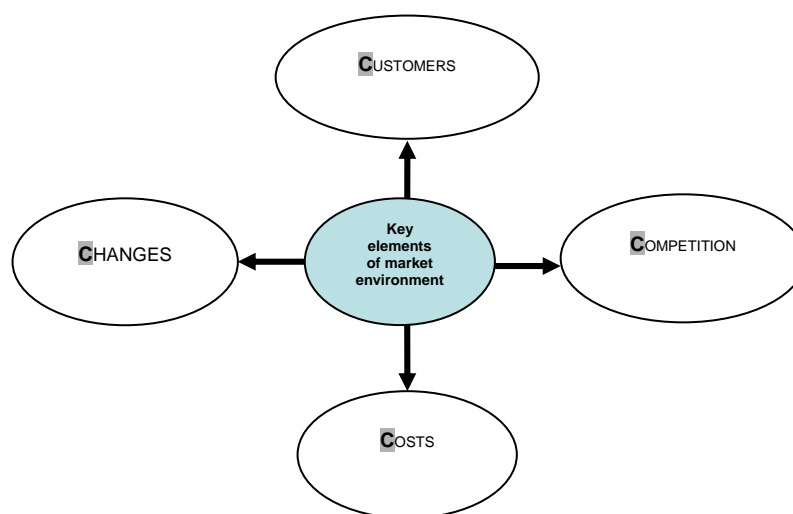 CUSTOMERS
CHANGES
Key
elements
of market
environment
COMPETITION
COSTS